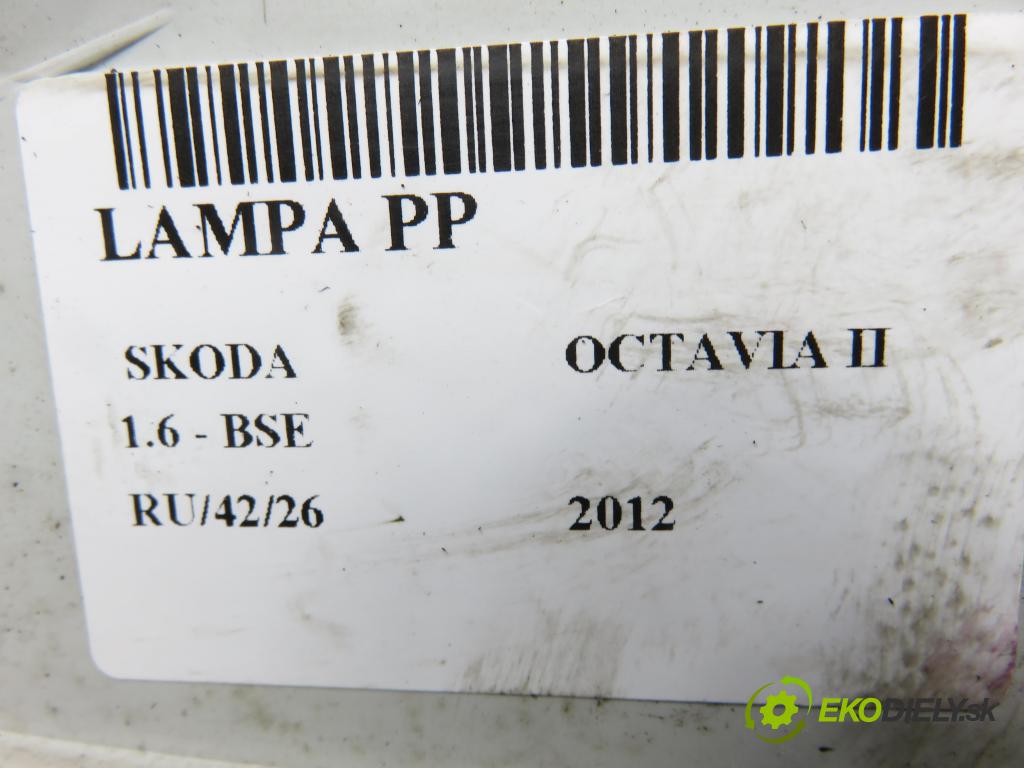 LAMPA PP
SKODA OCTAVIA II
1.6 - BSE
RU/42/26 2012
EKODIELY.sk